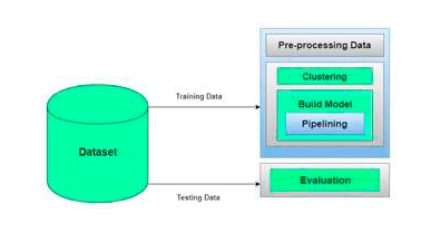 Pre-processing Data
Clustering
Training Data
Build Model
Pipelining
Dataset
Evaluation
Testing Data